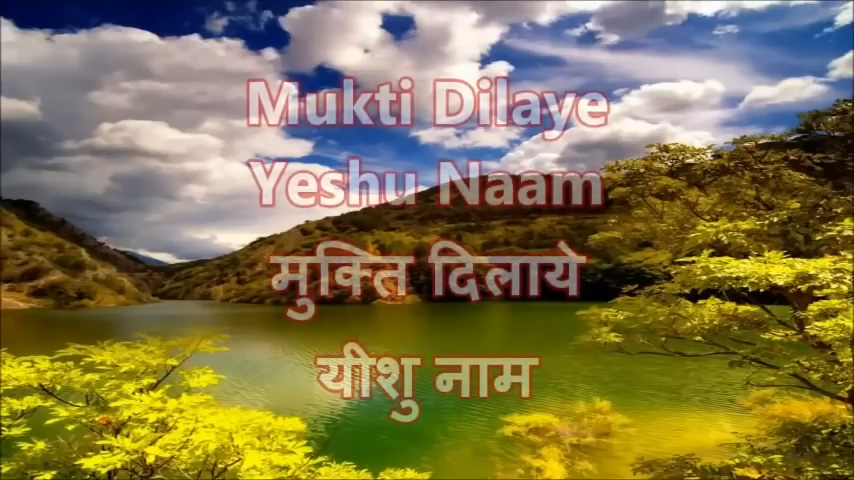 Mukti Dilaye
Yeshu Naam
मुक्ति दिलाये
यीशु नाम